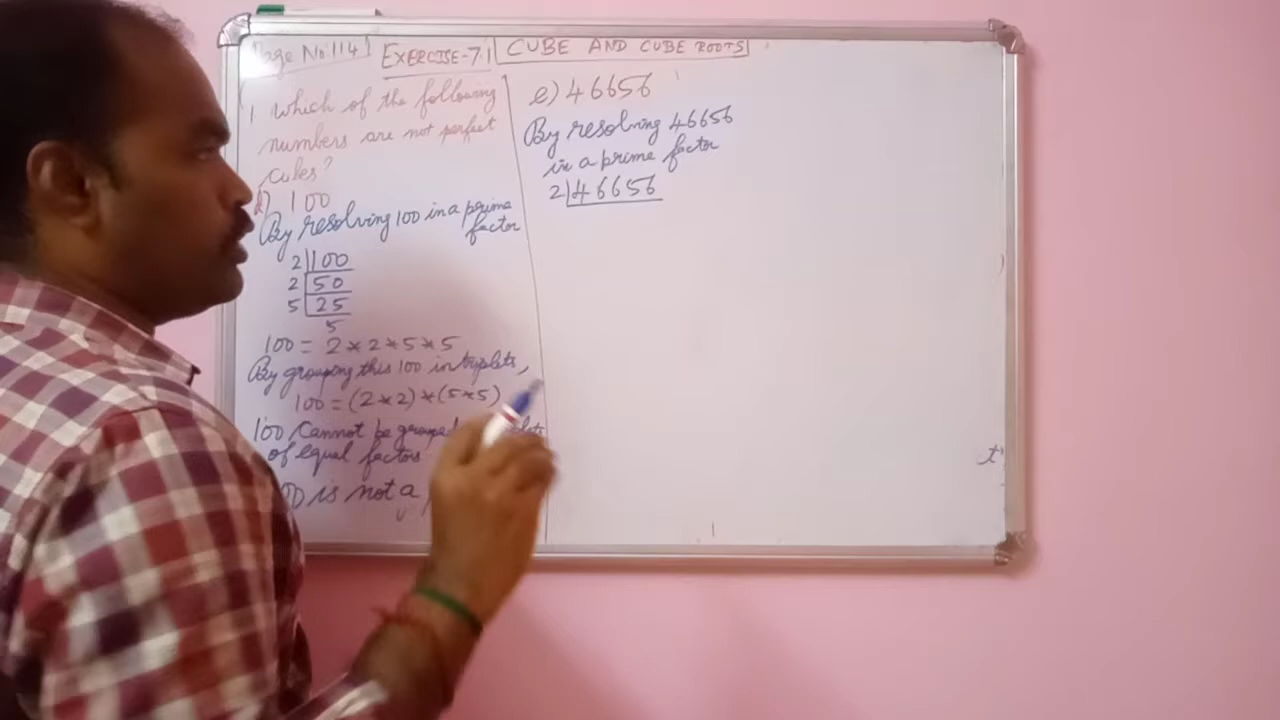 Page No.114 EXERCISE-7.1 CUBE AND CUBE ROOTS
1 Which of the following
numbers are not perfect
cubes?
d) 100
By resolving 100 in a prime
factor
2|100
2|50
5|25
5
100 = 2 * 2 * 5 * 5
By grouping this 100 in triplets,
100 = (2 * 2) * (5 * 5)
100 Cannot be grouped
of equal factors
is not a
e) 46656
By resolving 46656
in a prime factor
2|46656
t